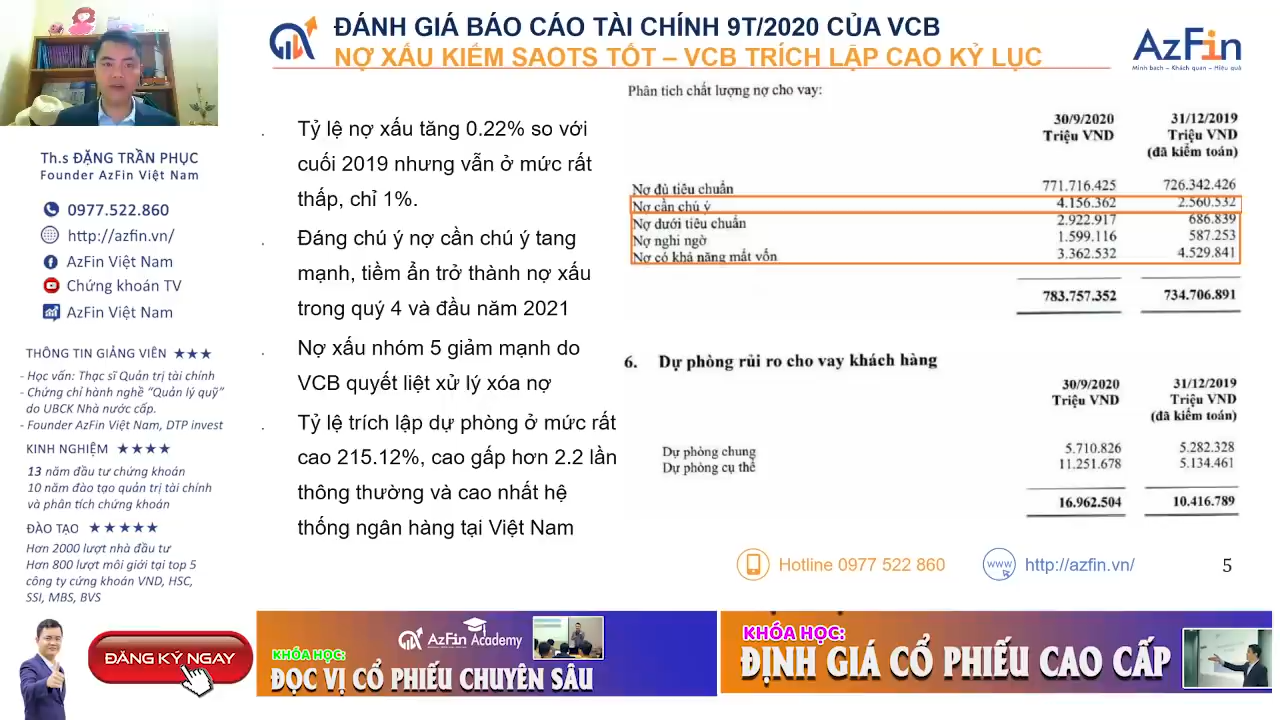 ĐÁNH GIÁ BÁO CÁO TÀI CHÍNH 9T/2020 CỦA VCB
NỢ XẤU KIỂM SAOTS TỐT – VCB TRÍCH LẬP CAO KỶ LỤC
AzFin
Minh bạch – Khách quan – Hiệu quả
Th.s ĐẶNG TRẦN PHỤC
Founder AzFin Việt Nam
0977.522.860
http://azfin.vn/
AzFin Việt Nam
Chứng khoán TV
AzFin Việt Nam
THÔNG TIN GIẢNG VIÊN ★★★
- Học vấn: Thạc sĩ Quản trị tài chính
- Chứng chỉ hành nghề “Quản lý quỹ”
do UBCK Nhà nước cấp.
- Founder AzFin Việt Nam, DTP invest
KINH NGHIỆM ★★★★
13 năm đầu tư chứng khoán
10 năm đào tạo quản trị tài chính
và phân tích chứng khoán
ĐÀO TẠO ★★★★★
Hơn 2000 lượt nhà đầu tư
Hơn 800 lượt môi giới tại top 5
công ty cứng khoán VND, HSC,
SSI, MBS, BVS
. Tỷ lệ nợ xấu tăng 0.22% so với
cuối 2019 nhưng vẫn ở mức rất
thấp, chỉ 1%.
. Đáng chú ý nợ cần chú ý tang
mạnh, tiềm ẩn trở thành nợ xấu
trong quý 4 và đầu năm 2021
. Nợ xấu nhóm 5 giảm mạnh do
VCB quyết liệt xử lý xóa nợ
. Tỷ lệ trích lập dự phòng ở mức rất
cao 215.12%, cao gấp hơn 2.2 lần
thông thường và cao nhất hệ
thống ngân hàng tại Việt Nam
Phân tích chất lượng nợ cho vay:
30/9/2020 31/12/2019
Triệu VND Triệu VND
(đã kiểm toán)
Nợ đủ tiêu chuẩn 771.716.425 726.342.426
Nợ cần chú ý 4.156.362 2.560.532
Nợ dưới tiêu chuẩn 2.922.917 686.839
Nợ nghi ngờ 1.599.116 587.253
Nợ có khả năng mất vốn 3.362.532 4.529.841
783.757.352 734.706.891
6. Dự phòng rủi ro cho vay khách hàng
30/9/2020 31/12/2019
Triệu VND Triệu VND
(đã kiểm toán)
Dự phòng chung 5.710.826 5.282.328
Dự phòng cụ thể 11.251.678 5.134.461
16.962.504 10.416.789
Hotline 0977 522 860
www
http://azfin.vn/
5
ĐĂNG KÝ NGAY
AzFin Academy
KHÓA HỌC:
ĐỌC VỊ CỔ PHIẾU CHUYÊN SÂU
KHÓA HỌC:
ĐỊNH GIÁ CỔ PHIẾU CAO CẤP